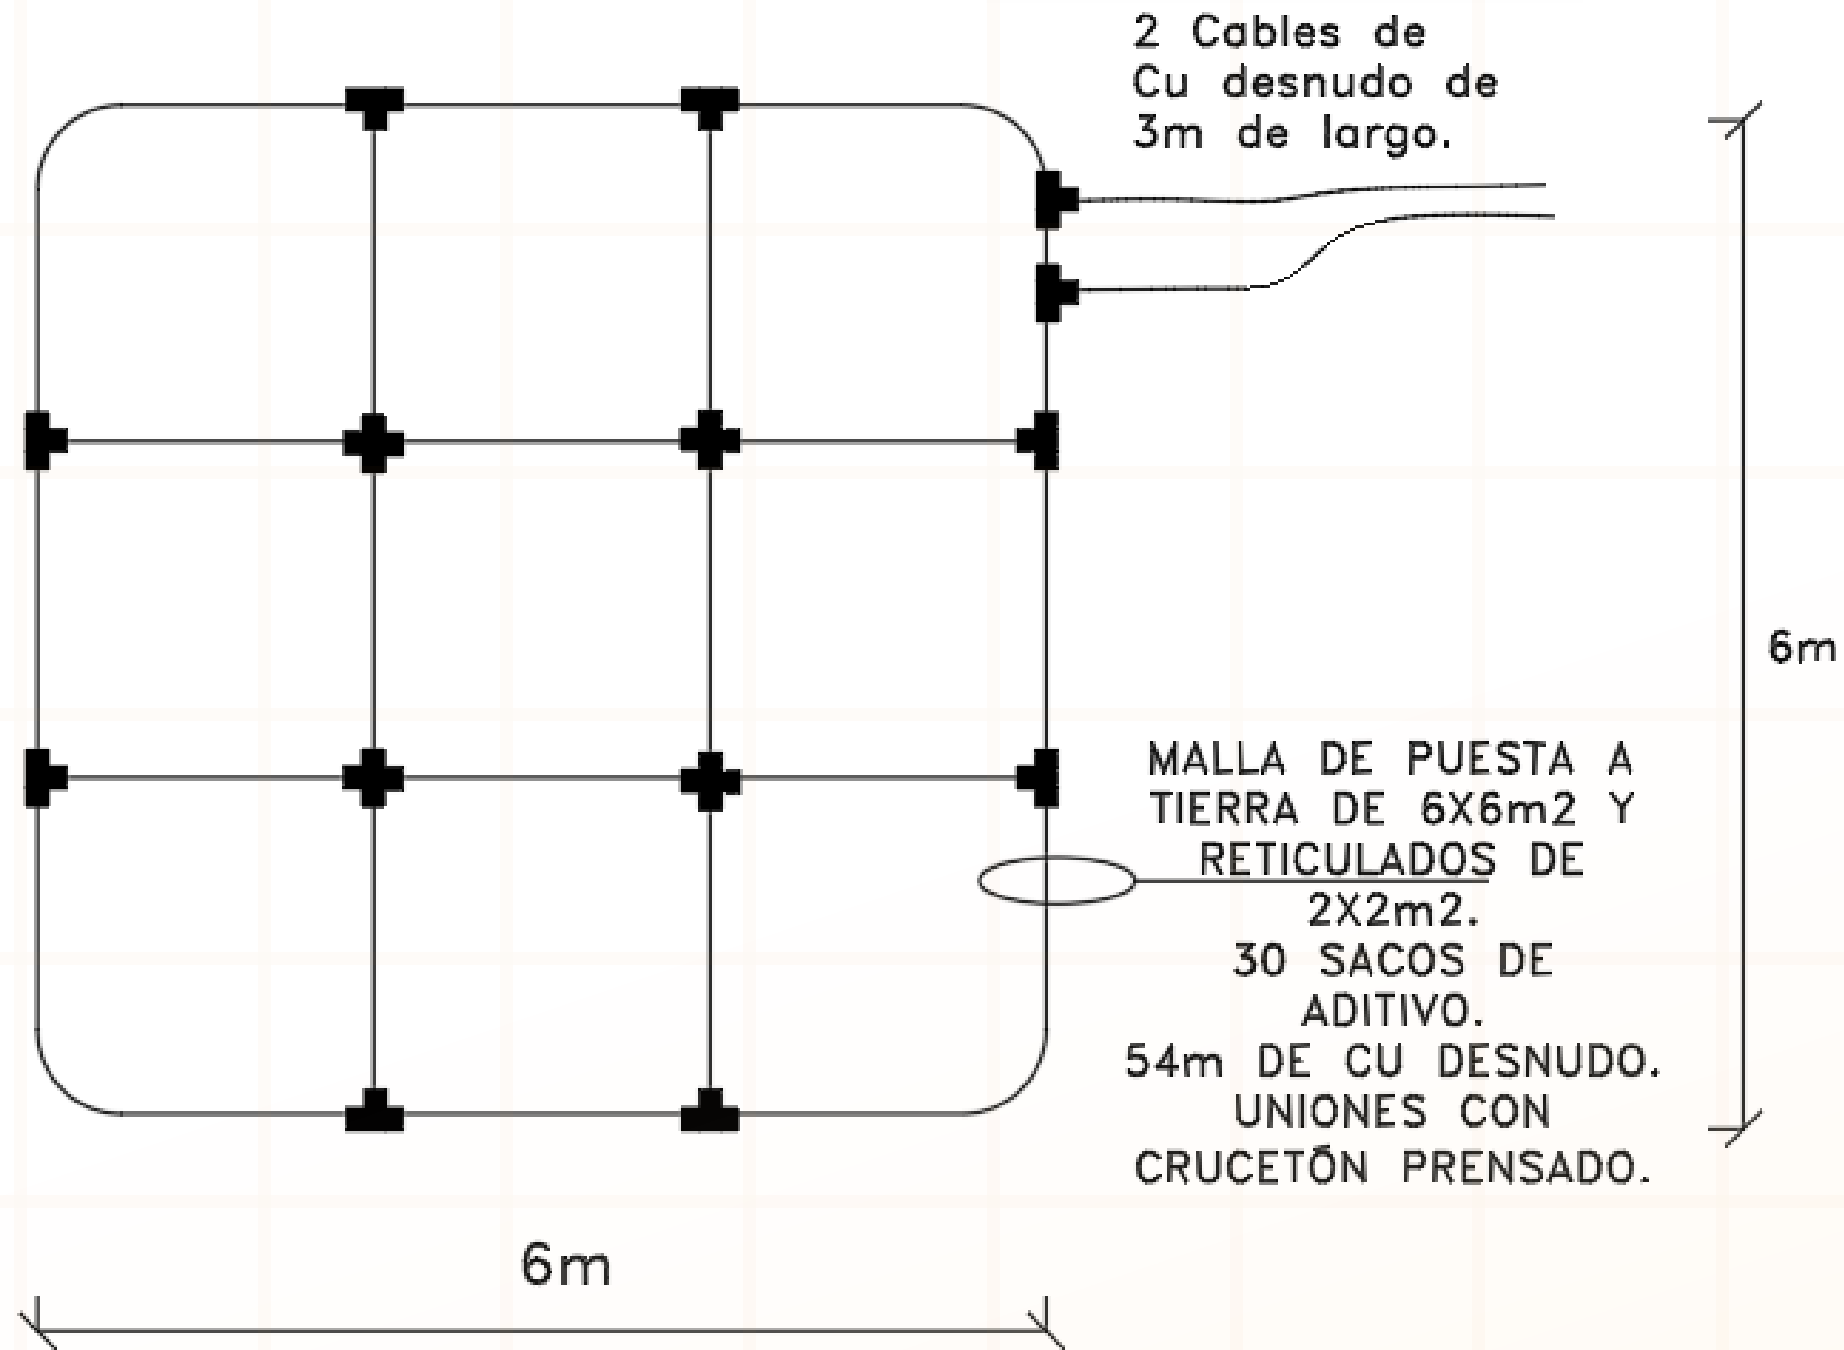 2 Cables de
Cu desnudo de
3m de largo.
6m
MALLA DE PUESTA A
TIERRA DE 6X6m2 Y
RETICULADOS DE
2X2m2.
30 SACOS DE
ADITIVO.
54m DE CU DESNUDO.
UNIONES CON
CRUCETÓN PRENSADO.
6m